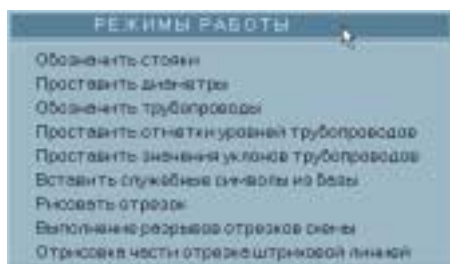 РЕЖИМЫ РАБОТЫ
Обозначить стояки
Проставить диаметры
Обозначить трубопроводы
Проставить отметки уровней трубопроводов
Проставить значения уклонов трубопроводов
Вставить служебные символы из базы
Рисовать отрезок
Выполнение разрывов отрезков схемы
Отрисовка части отрезка штриховой линией